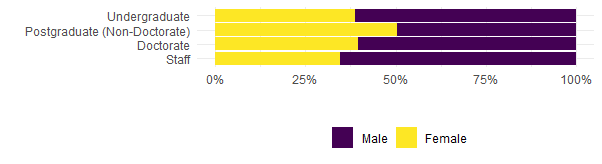 Undergraduate
Postgraduate (Non-Doctorate)
Doctorate
Staff
0% 25% 50% 75% 100%
Male Female